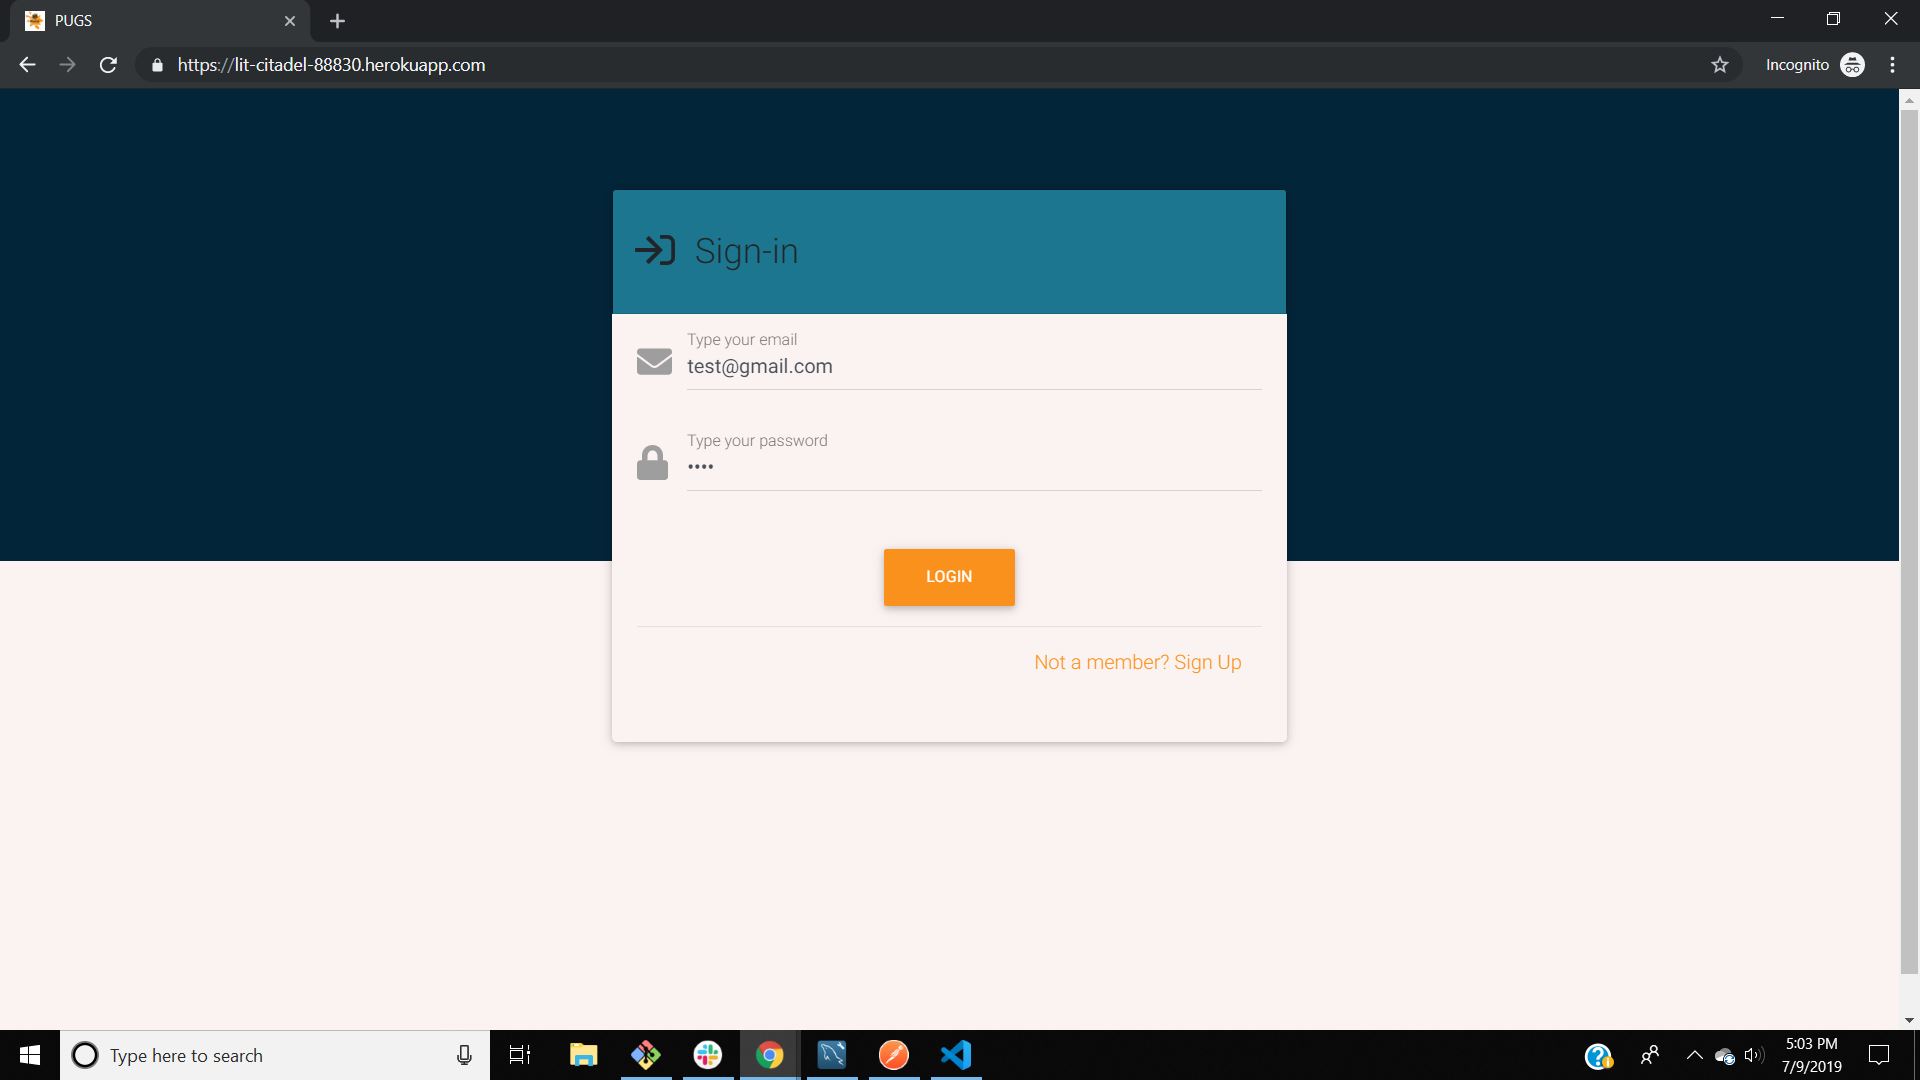 PUGS
https://lit-citadel-88830.herokuapp.com
Incognito
Sign-in
Type your email
test@gmail.com
Type your password
••••
LOGIN
Not a member? Sign Up
Type here to search
5:03 PM
7/9/2019